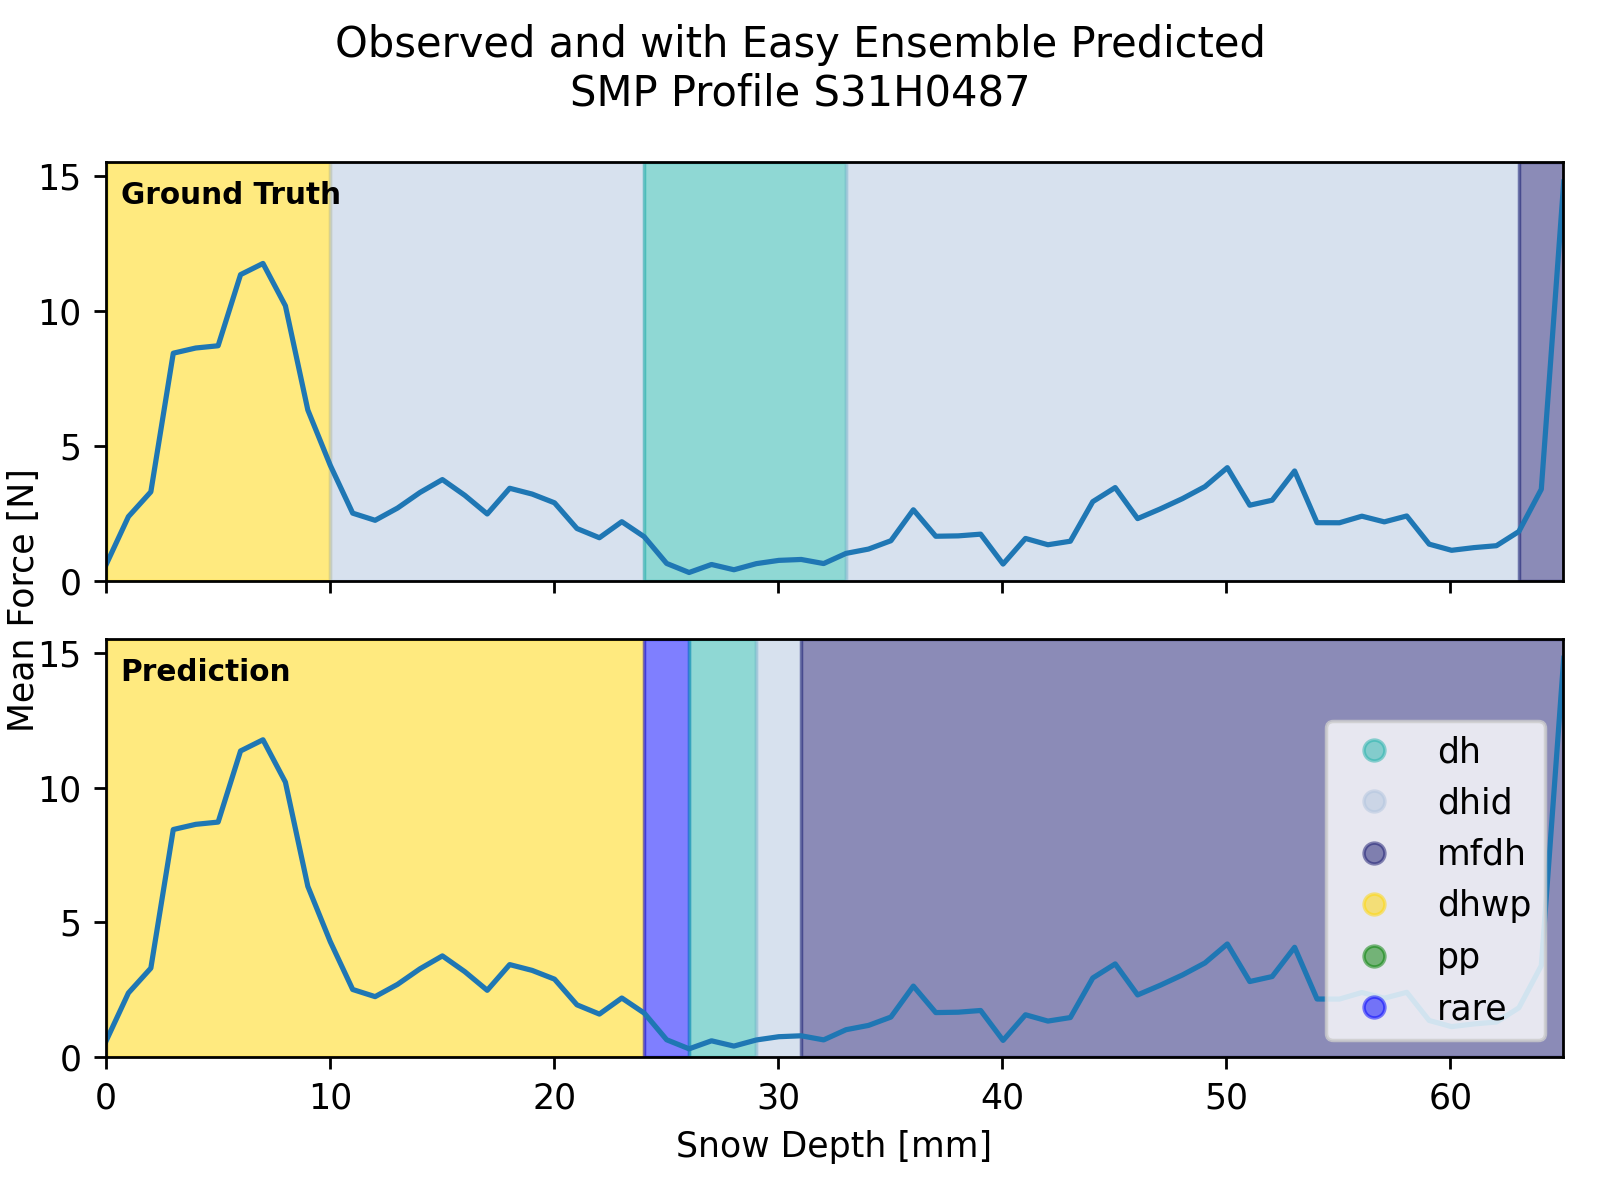 Observed and with Easy Ensemble Predicted
SMP Profile S31H0487
15
10
5
0
Ground Truth
Mean Force [N]
15
10
5
0
Prediction
dh
dhid
mfdh
dhwp
pp
rare
0 10 20 30 40 50 60
Snow Depth [mm]